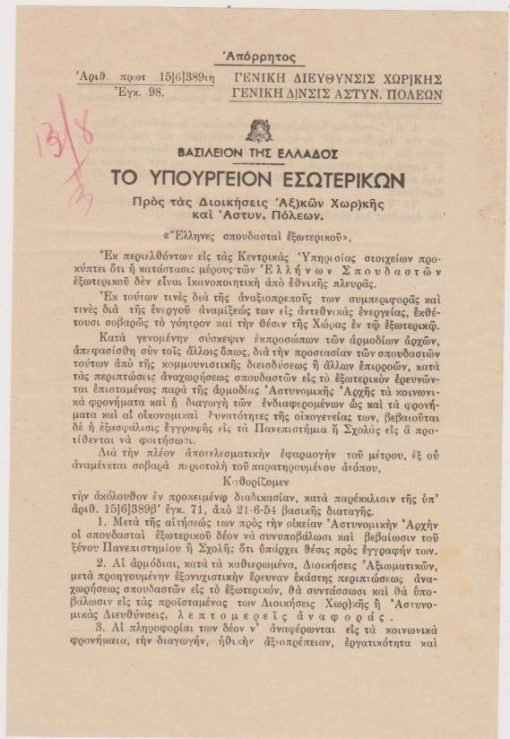 Ἀπόρρητος
Ἀριθ. πρωτ 15|6|389ιη ΓΕΝΙΚΗ ΔΙΕΥΘΥΝΣΙΣ ΧΩΡ|ΚΗΣ
Ἐγκ. 98. ΓΕΝΙΚΗ Δ|ΝΣΙΣ ΑΣΤΥΝ. ΠΟΛΕΩΝ
13/8
ΒΑΣΙΛΕΙΟΝ ΤΗΣ ΕΛΛΑΔΟΣ
ΤΟ ΥΠΟΥΡΓΕΙΟΝ ΕΣΩΤΕΡΙΚΩΝ
Πρὸς τὰς Διοικήσεις Ἀξ)κῶν Χωρ)κῆς
καὶ Ἀστυν. Πόλεων.
«Ἕλληνες σπουδασταὶ ἐξωτερικοῦ».
Ἐκ περιελθόντων εἰς τὰς Κεντρικὰς Ὑπηρεσίας στοιχείων προ-
κύπτει ὅτι ἡ κατάστασις μέρους τῶν Ἑλλήνων Σπουδαστῶν
ἐξωτερικοῦ δὲν εἶναι ἱκανοποιητικὴ ἀπὸ ἐθνικῆς πλευρᾶς.
Ἐκ τούτων τινὲς διὰ τῆς ἀναξιοπρεποῦς των συμπεριφορᾶς καὶ
τινὲς διὰ τῆς ἐνεργοῦ ἀναμίξεώς των εἰς ἀντεθνικὰς ἐνεργείας, ἐκθέ-
τουσι σοβαρῶς τὸ γόητρον καὶ τὴν θέσιν τῆς Χώρας ἐν τῷ ἐξωτερικῷ.
Κατὰ γενομένην σύσκεψιν ἐκπροσώπων τῶν ἁρμοδίων ἀρχῶν,
ἀπεφασίσθη σὺν τοῖς ἄλλοις ὅπως, διὰ τὴν προστασίαν τῶν σπουδαστῶν
τούτων ἀπὸ τῆς κομμουνιστικῆς διεισδύσεως ἢ ἄλλων ἐπιρροῶν, κατὰ
τὰς περιπτώσεις ἀναχωρήσεως σπουδαστῶν εἰς τὸ ἐξωτερικὸν ἐρευνῶν-
ται ἐπισταμένως παρὰ τῆς ἁρμοδίας Ἀστυνομικῆς Ἀρχῆς τὰ κοινωνι-
κὰ φρονήματα καὶ ἡ διαγωγὴ τῶν ἐνδιαφερομένων ὡς καὶ τὰ φρονή-
ματα καὶ αἱ οἰκονομικαὶ δυνατότητες τῆς οἰκογενείας των, βεβαιοῦται
δὲ ἡ ἐξασφάλισις ἐγγραφῆς εἰς τὰ Πανεπιστήμια ἢ Σχολὰς εἰς ἃ προ-
τίθενται νὰ φοιτήσωσι.
Διὰ τὴν πλέον ἀποτελεσματικὴν ἐφαρμογὴν τοῦ μέτρου, ἐξ οὗ
ἀναμένεται σοβαρὰ περιστολὴ τοῦ παρατηρουμένου ἀτόπου,
Καθορίζομεν
τὴν ἀκόλουθον ἐν προκειμένῳ διαδικασίαν, κατὰ παρέκκλισιν τῆς ὑπ'
ἀριθ. 15|6|389β' ἐγκ. 71, ἀπὸ 21-6-54 βασικῆς διαταγῆς.
1. Μετὰ τῆς αἰτήσεώς των πρὸς τὴν οἰκείαν Ἀστυνομικὴν Ἀρχὴν
οἱ σπουδασταὶ ἐξωτερικοῦ δέον νὰ συνυποβάλωσι καὶ βεβαίωσιν τοῦ
ξένου Πανεπιστημίου ἢ Σχολῆς ὅτι ὑπάρχει θέσις πρὸς ἐγγραφήν των.
2. Αἱ ἁρμόδιαι, κατὰ τὰ καθιερωμένα, Διοικήσεις Ἀξιωματικῶν,
μετὰ προηγουμένην ἐξονυχιστικὴν ἔρευναν ἑκάστης περιπτώσεως ἀνα-
χωρήσεως σπουδαστῶν εἰς τὸ ἐξωτερικόν, θὰ συντάσσωσι καὶ θὰ ὑπο-
βάλωσιν εἰς τὰς προϊσταμένας των Διοικήσεις Χωρ)κῆς ἢ Ἀστυνο-
μικὰς Διευθύνσεις, λεπτομερεῖς ἀναφοράς.
3. Αἱ πληροφορίαι των δέον ν' ἀναφέρωνται εἰς τὰ κοινωνικὰ
φρονήματα, τὴν διαγωγήν, ἠθικὴν ἀξιοπρέπειαν, ἐργατικότητα καὶ